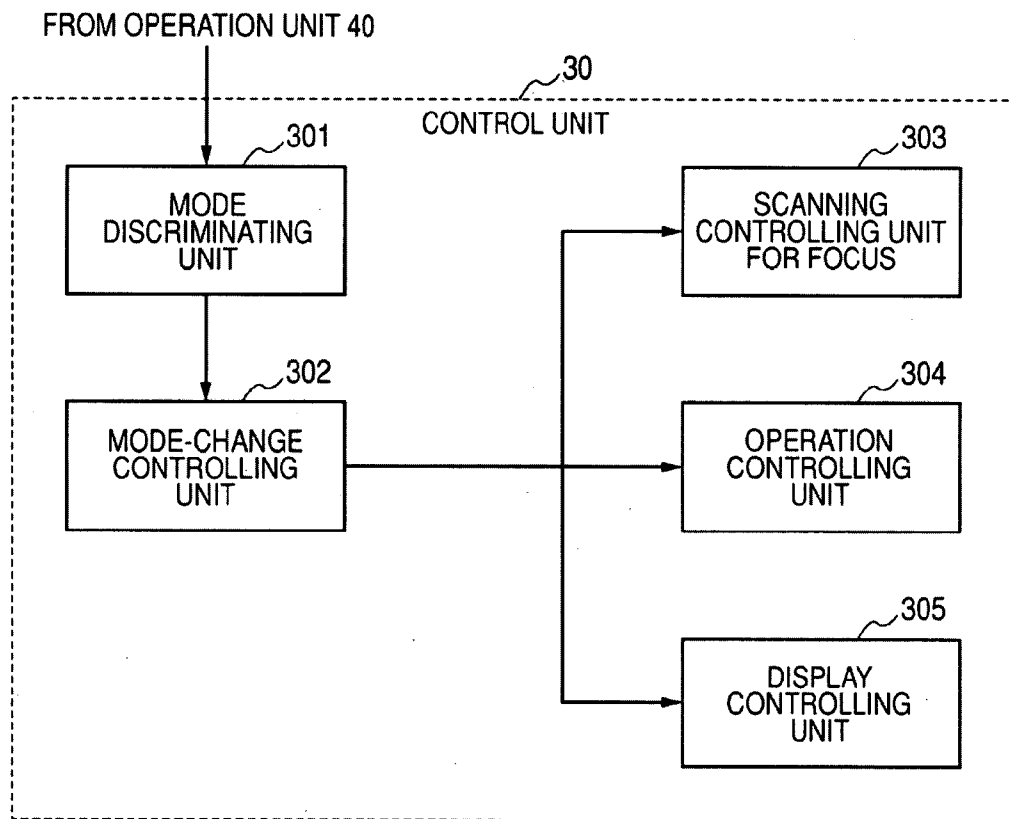 FROM OPERATION UNIT 40
30
CONTROL UNIT
301
MODE
DISCRIMINATING
UNIT
303
SCANNING
CONTROLLING UNIT
FOR FOCUS
302
MODE-CHANGE
CONTROLLING
UNIT
304
OPERATION
CONTROLLING
UNIT
305
DISPLAY
CONTROLLING
UNIT